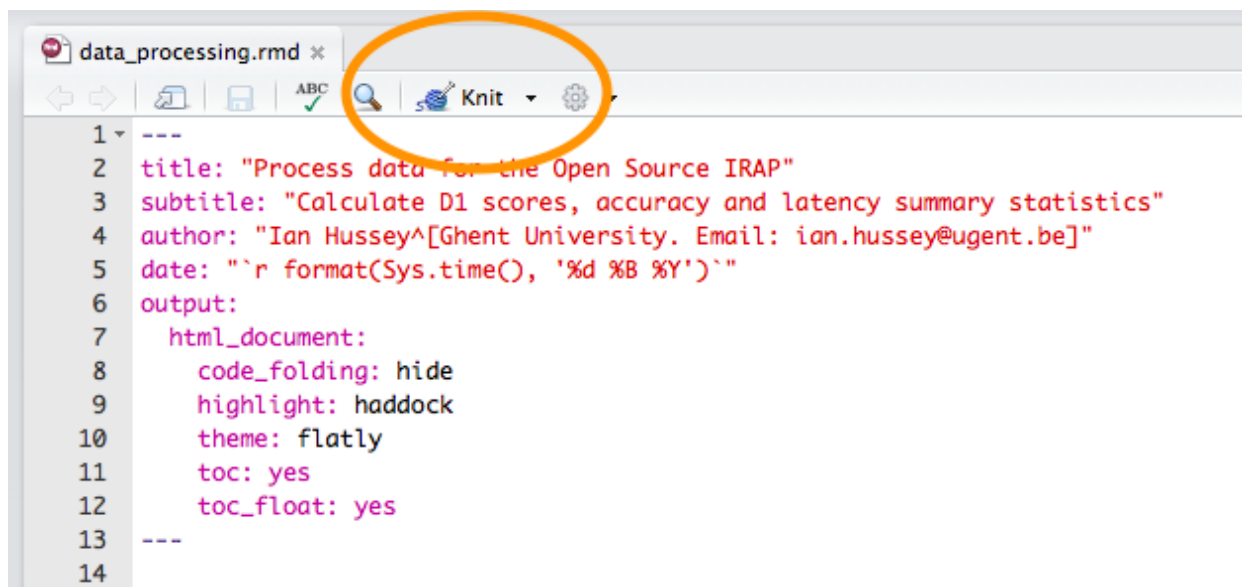 data_processing.rmd ×
ABC Knit
1 ---
2 title: "Process data for the Open Source IRAP"
3 subtitle: "Calculate D1 scores, accuracy and latency summary statistics"
4 author: "Ian Hussey^[Ghent University. Email: ian.hussey@ugent.be]"
5 date: "`r format(Sys.time(), '%d %B %Y')`"
6 output:
7   html_document:
8     code_folding: hide
9     highlight: haddock
10     theme: flatly
11     toc: yes
12     toc_float: yes
13 ---
14